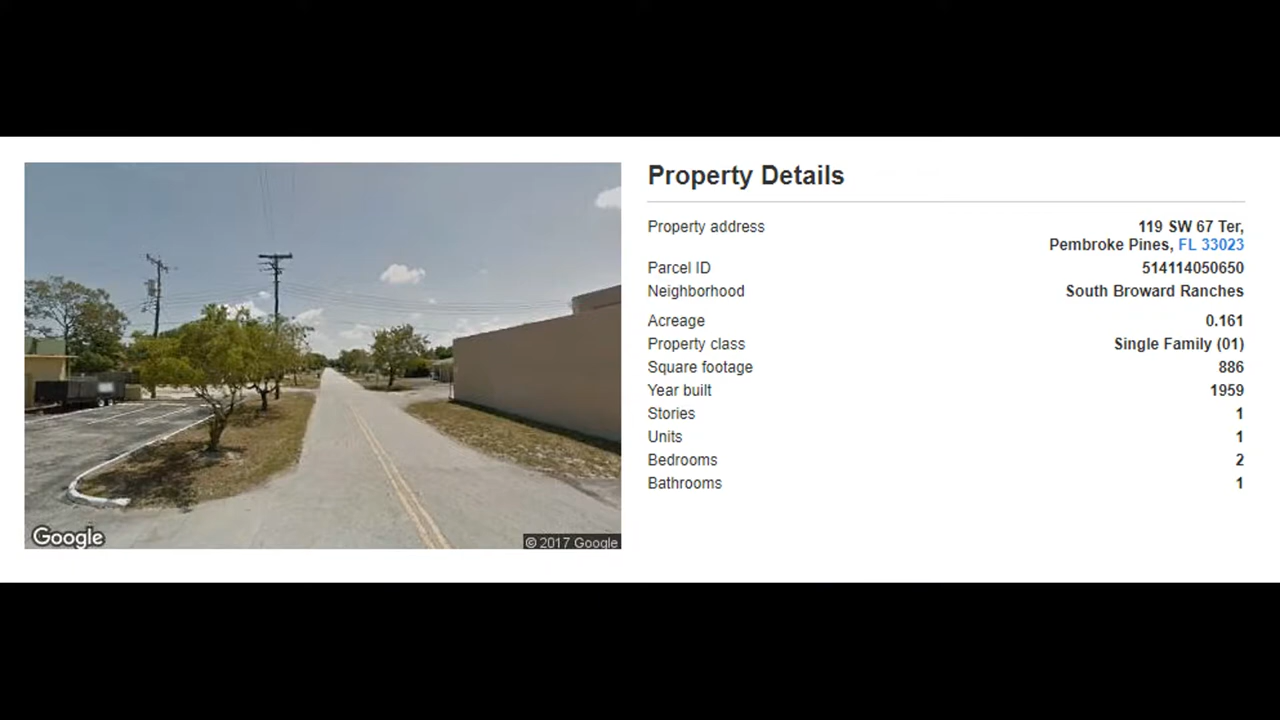 Property Details
Property address 119 SW 67 Ter,
Pembroke Pines, FL 33023
Parcel ID 514114050650
Neighborhood South Broward Ranches
Acreage 0.161
Property class Single Family (01)
Square footage 886
Year built 1959
Stories 1
Units 1
Bedrooms 2
Bathrooms 1
Google
© 2017 Google